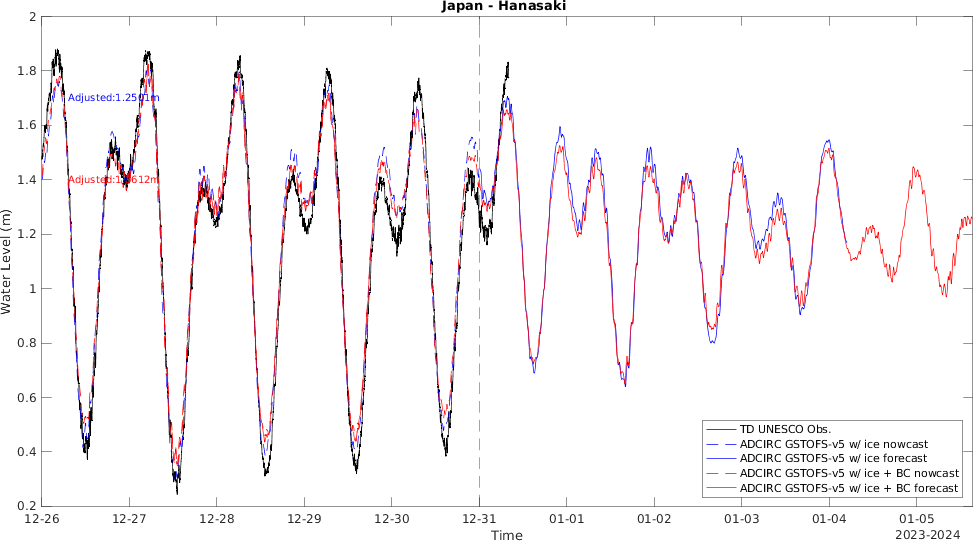 Japan - Hanasaki
Water Level (m)
2
1.8
1.6
1.4
1.2
1
0.8
0.6
0.4
0.2
Adjusted:
Adjusted:
TD UNESCO Obs.
ADCIRC GSTOFS-v5 w/ ice nowcast
ADCIRC GSTOFS-v5 w/ ice forecast
ADCIRC GSTOFS-v5 w/ ice + BC nowcast
ADCIRC GSTOFS-v5 w/ ice + BC forecast
12-26 12-27 12-28 12-29 12-30 12-31 01-01 01-02 01-03 01-04 01-05
Time
2023-2024